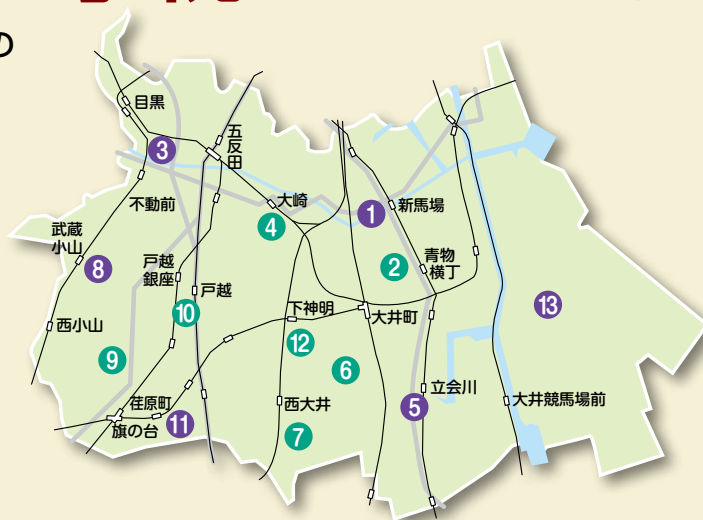 の
目黒
五反田
3
不動前
大崎
4
1
新馬場
武蔵
小山
8
戸越
銀座
戸越
10
2
青物
横丁
13
下神明
大井町
12
西小山
9
6
立会川
5
大井競馬場前
荏原町
旗の台
11
西大井
7